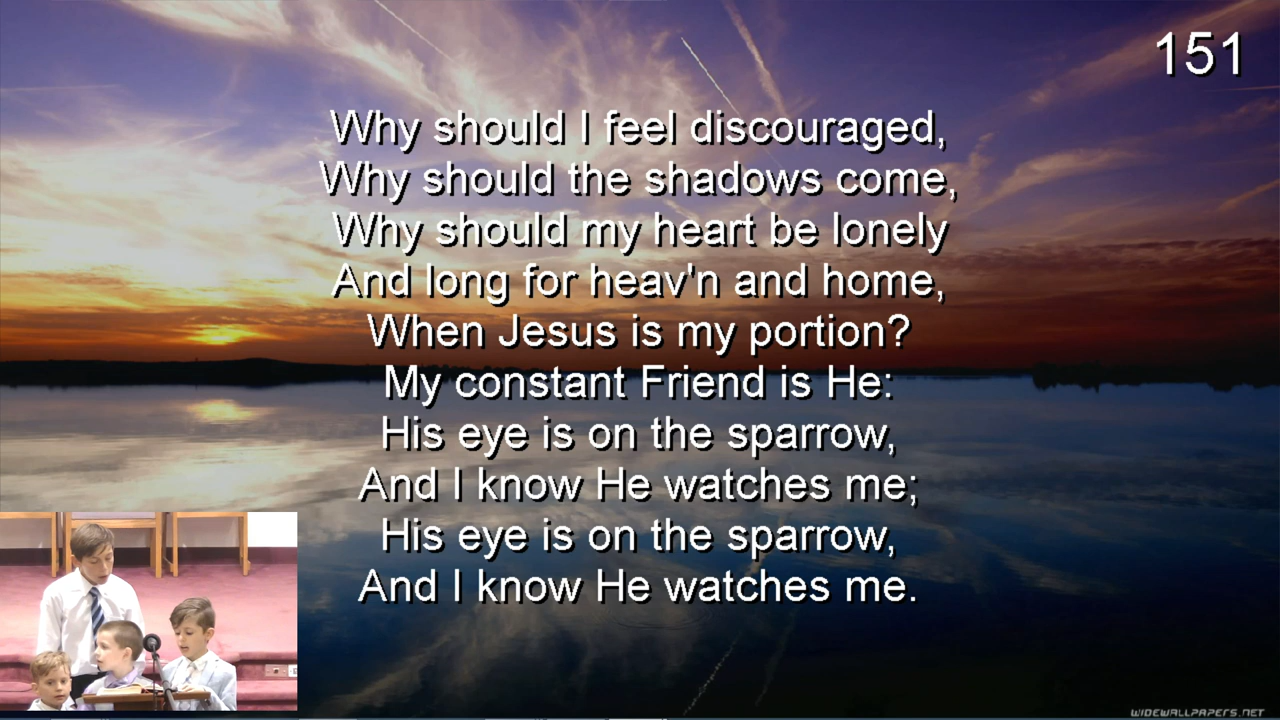 151
Why should I feel discouraged,
Why should the shadows come,
Why should my heart be lonely
And long for heav'n and home,
When Jesus is my portion?
My constant Friend is He:
His eye is on the sparrow,
And I know He watches me;
His eye is on the sparrow,
And I know He watches me.
WIDEWALLPAPERS.NET